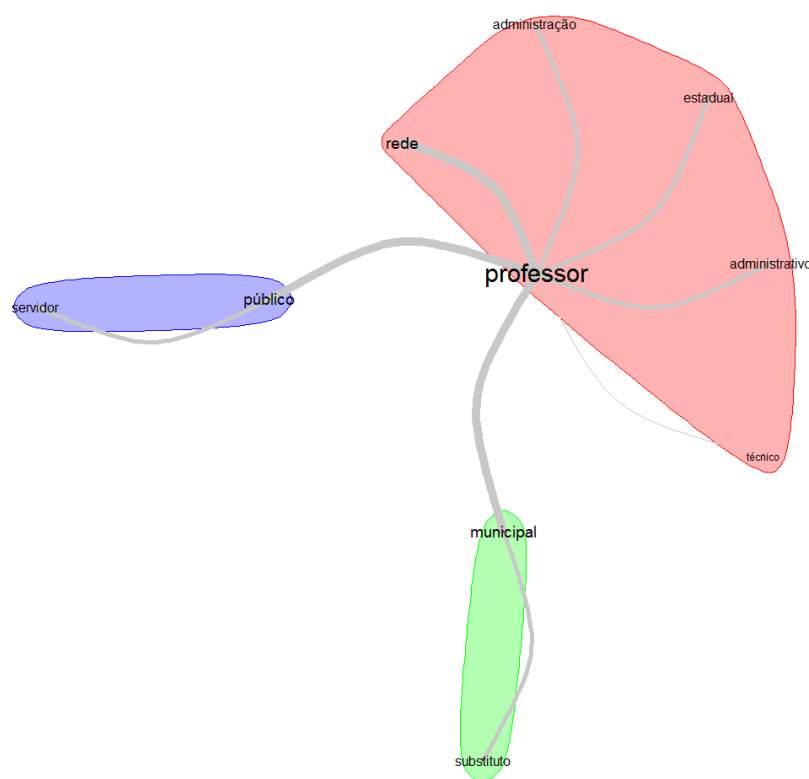 administração
estadual
rede
administrativo
professor
público
servidor
técnico
municipal
substituto